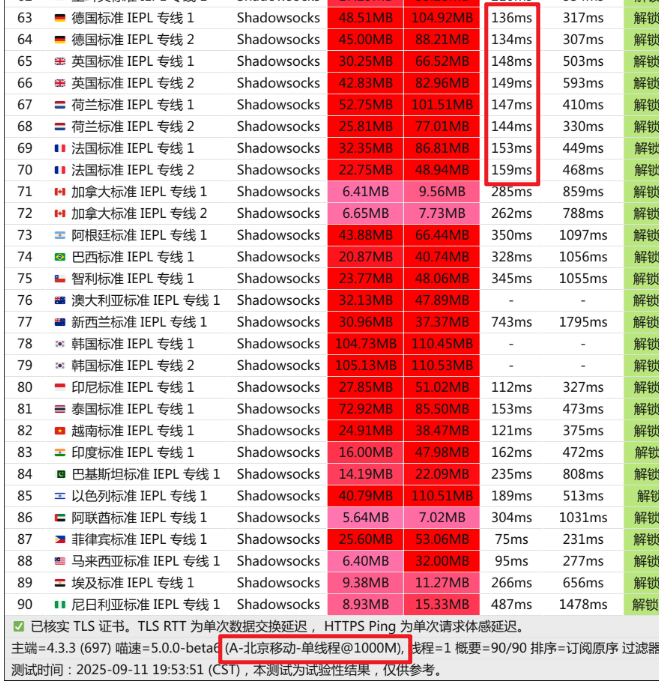 63 德国标准 IEPL 专线 1 Shadowsocks 48.51MB 104.92MB 136ms 317ms 解锁
64 德国标准 IEPL 专线 2 Shadowsocks 45.00MB 88.21MB 134ms 307ms 解锁
65 英国标准 IEPL 专线 1 Shadowsocks 30.25MB 66.52MB 148ms 503ms 解锁
66 英国标准 IEPL 专线 2 Shadowsocks 42.83MB 82.96MB 149ms 593ms 解锁
67 荷兰标准 IEPL 专线 1 Shadowsocks 52.75MB 101.51MB 147ms 410ms 解锁
68 荷兰标准 IEPL 专线 2 Shadowsocks 25.81MB 77.01MB 144ms 330ms 解锁
69 法国标准 IEPL 专线 1 Shadowsocks 32.35MB 86.81MB 153ms 449ms 解锁
70 法国标准 IEPL 专线 2 Shadowsocks 22.75MB 48.94MB 159ms 468ms 解锁
71 加拿大标准 IEPL 专线 1 Shadowsocks 6.41MB 9.56MB 285ms 859ms 解锁
72 加拿大标准 IEPL 专线 2 Shadowsocks 6.65MB 7.73MB 262ms 788ms 解锁
73 阿根廷标准 IEPL 专线 1 Shadowsocks 43.88MB 66.44MB 350ms 1097ms 解锁
74 巴西标准 IEPL 专线 1 Shadowsocks 20.87MB 40.74MB 328ms 1056ms 解锁
75 智利标准 IEPL 专线 1 Shadowsocks 23.77MB 48.06MB 345ms 1055ms 解锁
76 澳大利亚标准 IEPL 专线 1 Shadowsocks 32.13MB 47.89MB - - 解锁
77 新西兰标准 IEPL 专线 1 Shadowsocks 30.96MB 37.37MB 743ms 1795ms 解锁
78 韩国标准 IEPL 专线 1 Shadowsocks 104.73MB 110.45MB - - 解锁
79 韩国标准 IEPL 专线 2 Shadowsocks 105.13MB 110.53MB - - 解锁
80 印尼标准 IEPL 专线 1 Shadowsocks 27.85MB 51.02MB 112ms 327ms 解锁
81 泰国标准 IEPL 专线 1 Shadowsocks 72.92MB 85.50MB 153ms 473ms 解锁
82 越南标准 IEPL 专线 1 Shadowsocks 24.91MB 38.47MB 121ms 375ms 解锁
83 印度标准 IEPL 专线 1 Shadowsocks 16.00MB 47.98MB 162ms 472ms 解锁
84 巴基斯坦标准 IEPL 专线 1 Shadowsocks 14.19MB 22.09MB 235ms 808ms 解锁
85 以色列标准 IEPL 专线 1 Shadowsocks 40.79MB 110.51MB 189ms 513ms 解锁
86 阿联酋标准 IEPL 专线 1 Shadowsocks 5.64MB 7.02MB 304ms 1031ms 解锁
87 菲律宾标准 IEPL 专线 1 Shadowsocks 25.60MB 53.06MB 75ms 231ms 解锁
88 马来西亚标准 IEPL 专线 1 Shadowsocks 6.40MB 32.00MB 95ms 277ms 解锁
89 埃及标准 IEPL 专线 1 Shadowsocks 9.38MB 11.27MB 266ms 656ms 解锁
90 尼日利亚标准 IEPL 专线 1 Shadowsocks 8.93MB 15.33MB 487ms 1478ms 解锁
✅ 已核实 TLS 证书。TLS RTT 为单次数据交换延迟， HTTPS Ping 为单次请求体感延迟。
主端=4.3.3 (697) 喵速=5.0.0-beta6 (A-北京移动-单线程@1000M), 线程=1 概要=90/90 排序=订阅原序 过滤器
测试时间：2025-09-11 19:53:51 (CST)，本测试为试验性结果，仅供参考。